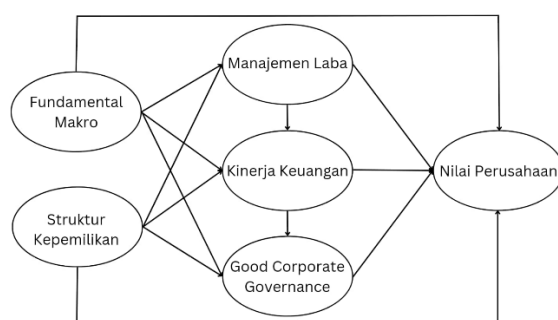 Manajemen Laba
Fundamental
Makro
Kinerja Keuangan
Nilai Perusahaan
Struktur
Kepemilikan
Good Corporate
Governance